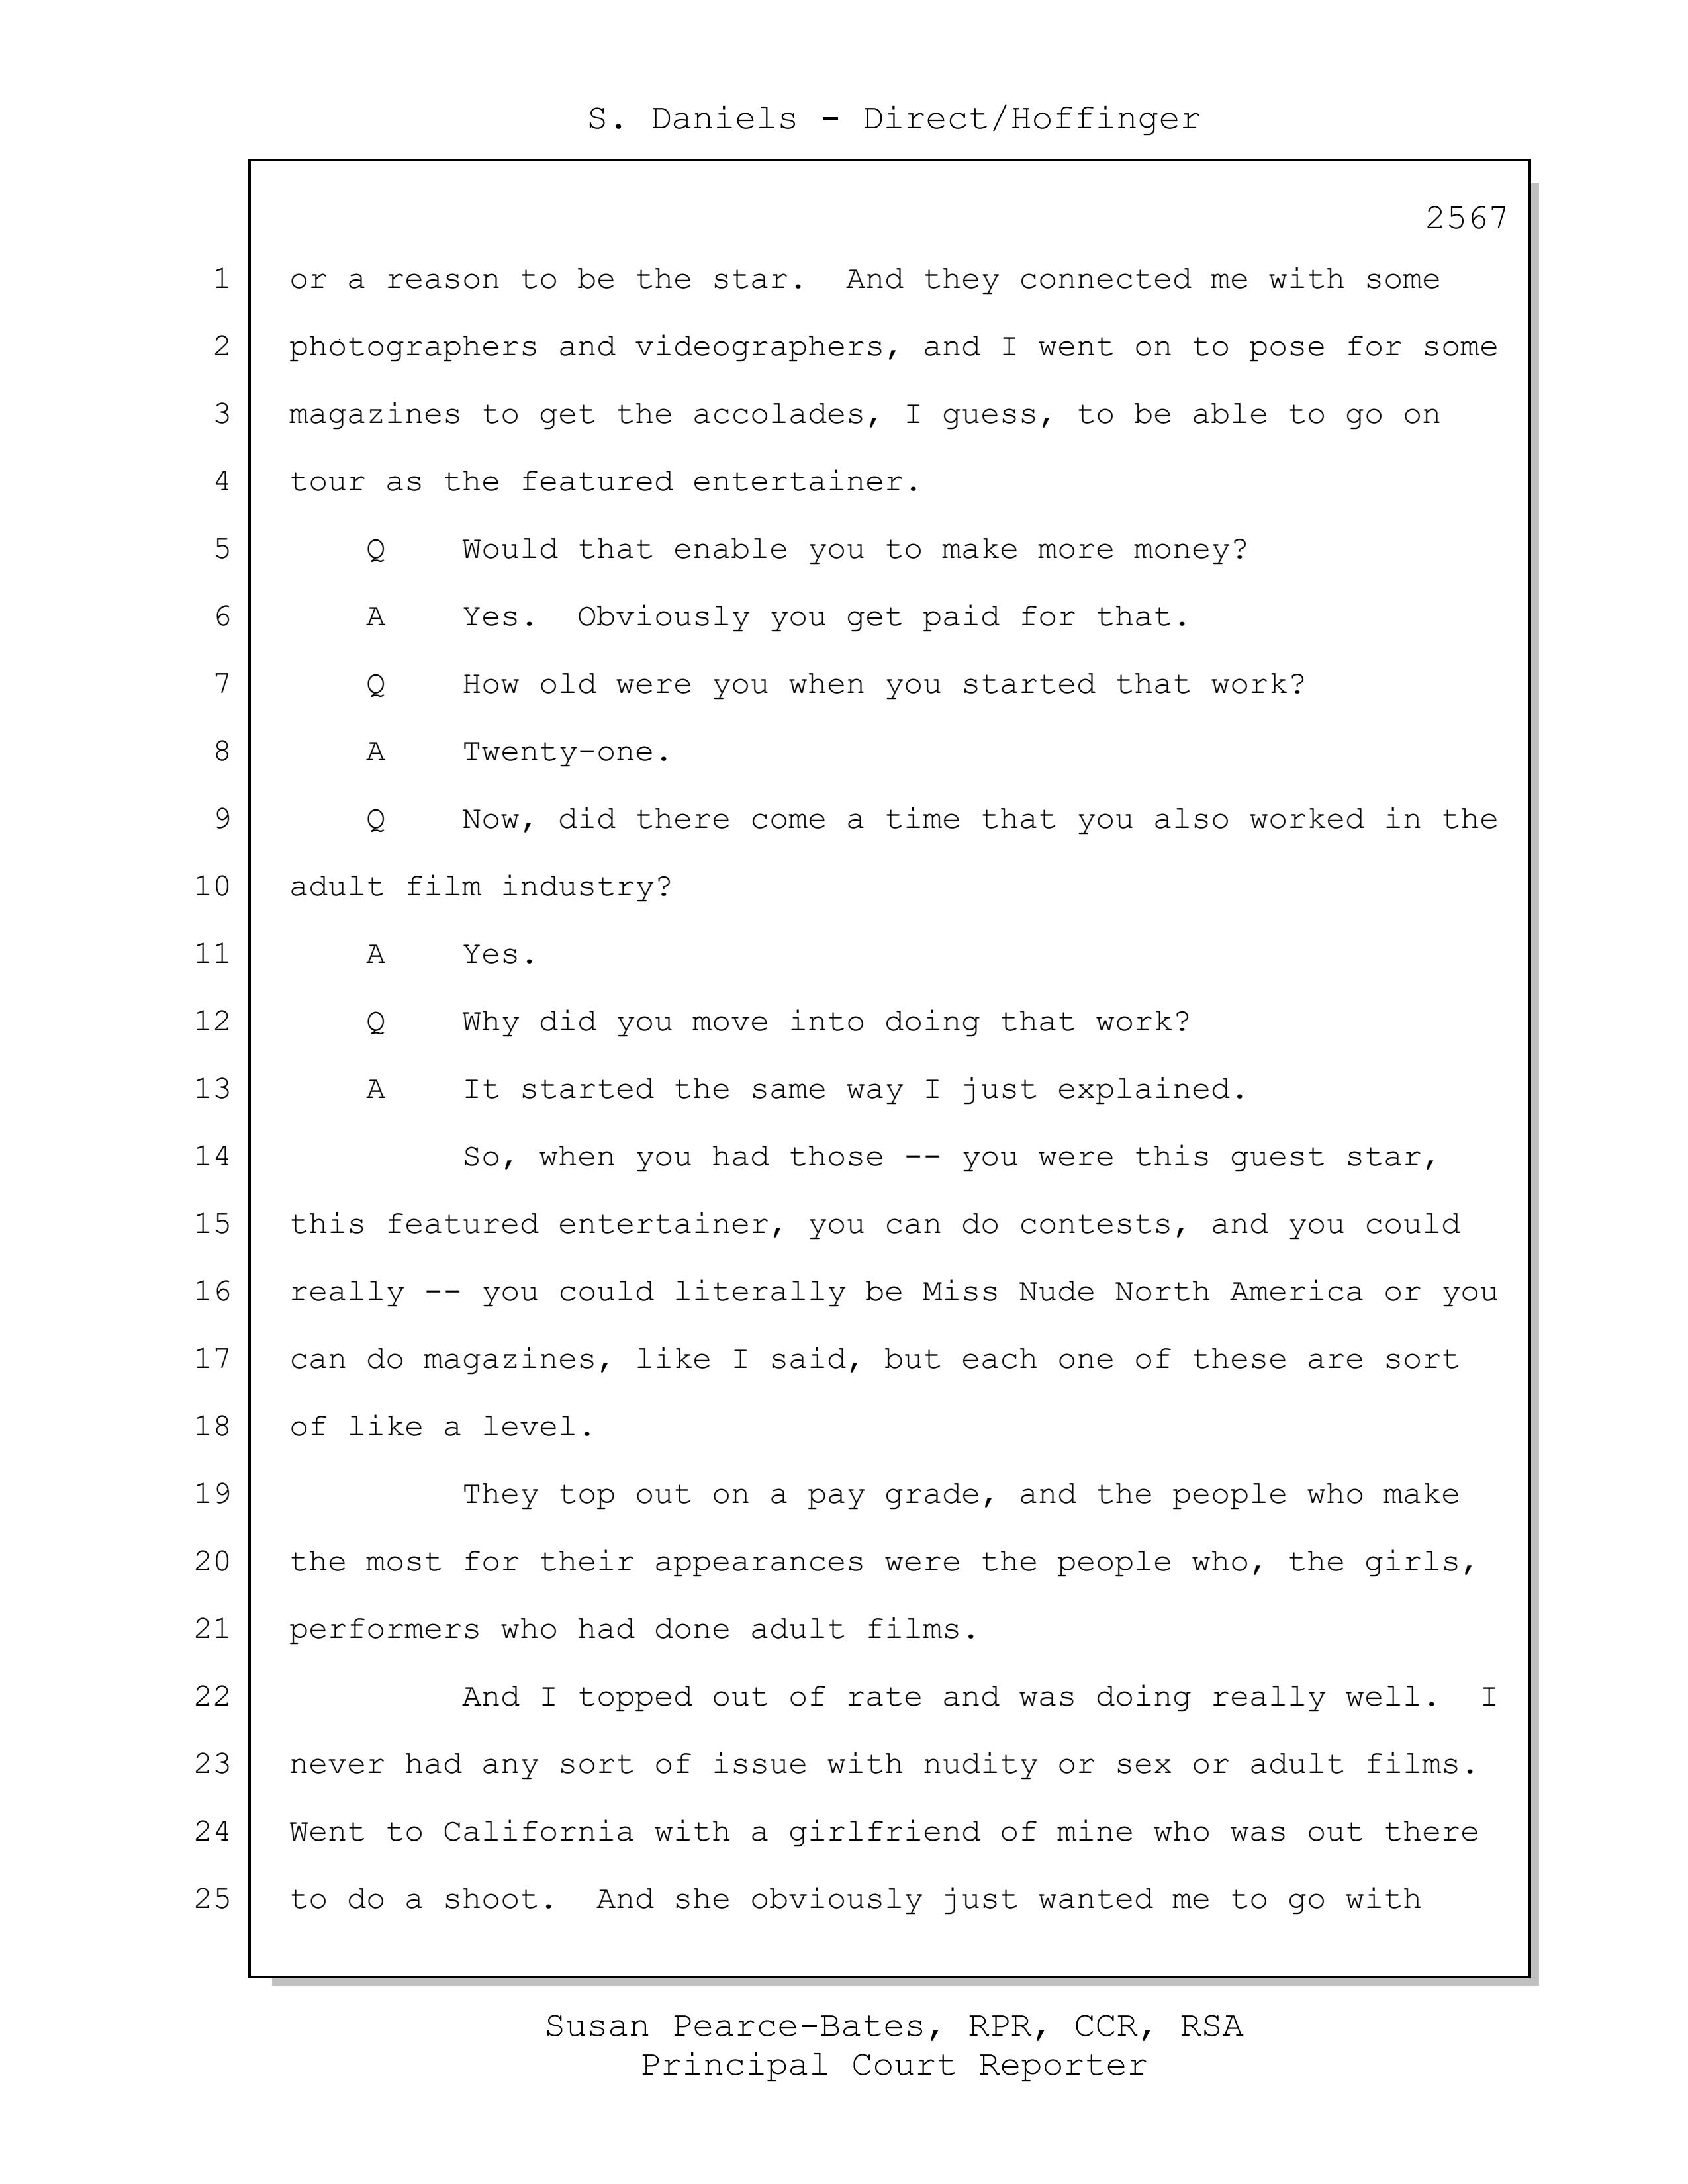 S. Daniels - Direct/Hoffinger
2567
1 or a reason to be the star.  And they connected me with some
2 photographers and videographers, and I went on to pose for some
3 magazines to get the accolades, I guess, to be able to go on
4 tour as the featured entertainer.
5 Q Would that enable you to make more money?
6 A Yes.  Obviously you get paid for that.
7 Q How old were you when you started that work?
8 A Twenty-one.
9 Q Now, did there come a time that you also worked in the
10 adult film industry?
11 A Yes.
12 Q Why did you move into doing that work?
13 A It started the same way I just explained.
14 So, when you had those -- you were this guest star,
15 this featured entertainer, you can do contests, and you could
16 really -- you could literally be Miss Nude North America or you
17 can do magazines, like I said, but each one of these are sort
18 of like a level.
19 They top out on a pay grade, and the people who make
20 the most for their appearances were the people who, the girls,
21 performers who had done adult films.
22 And I topped out of rate and was doing really well.  I
23 never had any sort of issue with nudity or sex or adult films.
24 Went to California with a girlfriend of mine who was out there
25 to do a shoot.  And she obviously just wanted me to go with
Susan Pearce-Bates, RPR, CCR, RSA
Principal Court Reporter